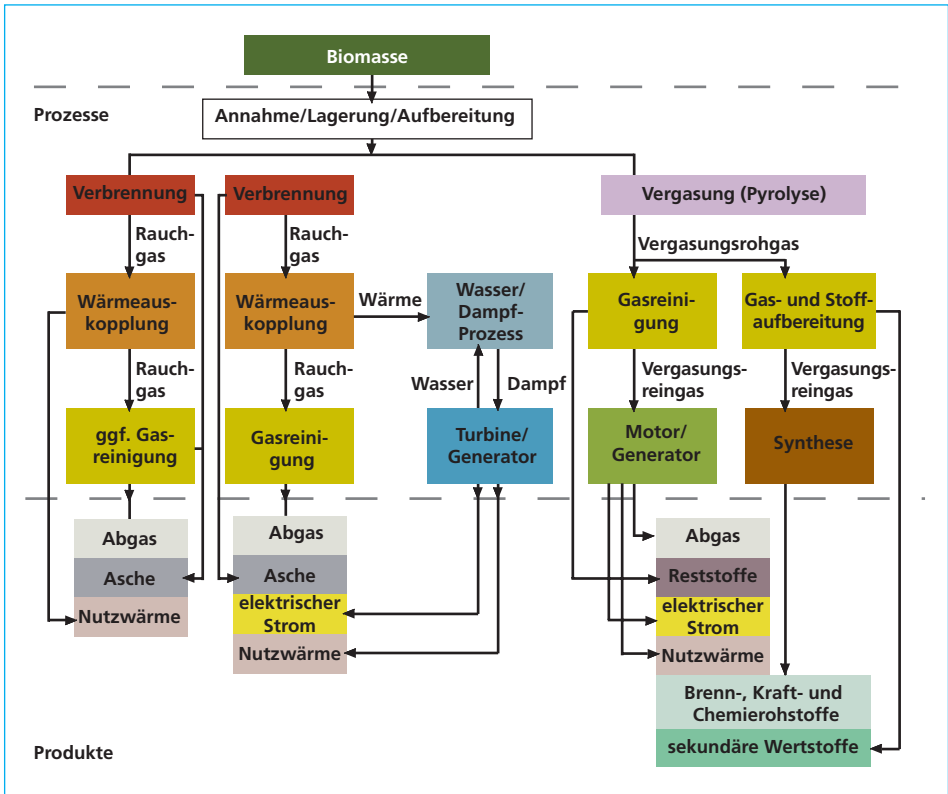 Biomasse
Prozesse
Annahme/Lagerung/Aufbereitung
Verbrennung
Verbrennung
Vergasung (Pyrolyse)
Rauch-
gas
Rauch-
gas
Vergasungsrohgas
Wärmeaus-
kopplung
Wärmeaus-
kopplung
Wärme
Wasser/
Dampf-
Prozess
Gasreini-
gung
Gas- und Stoff-
aufbereitung
Rauch-
gas
Rauch-
gas
Wasser
Dampf
Vergasungs-
reingas
Vergasungs-
reingas
ggf. Gas-
reinigung
Gasreini-
gung
Turbine/
Generator
Motor/
Generator
Synthese
Abgas
Asche
Nutzwärme
Abgas
Asche
elektrischer
Strom
Nutzwärme
Abgas
Reststoffe
elektrischer
Strom
Nutzwärme
Brenn-, Kraft- und
Chemierohstoffe
sekundäre Wertstoffe
Produkte